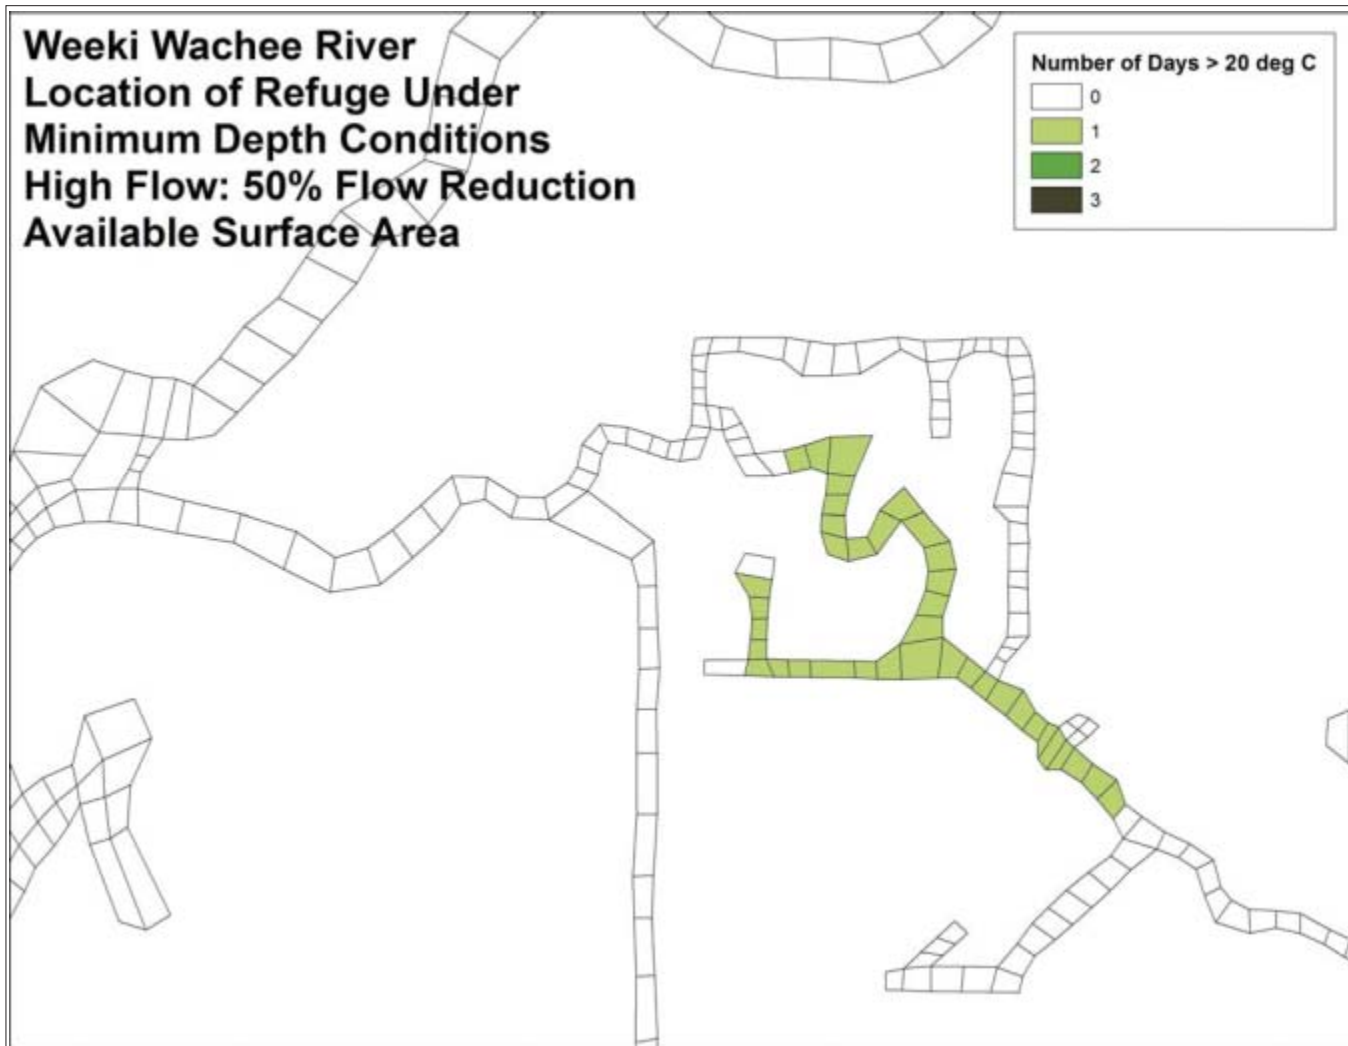 Weeki Wachee River
Location of Refuge Under
Minimum Depth Conditions
High Flow: 50% Flow Reduction
Available Surface Area
Number of Days > 20 deg C
0
1
2
3